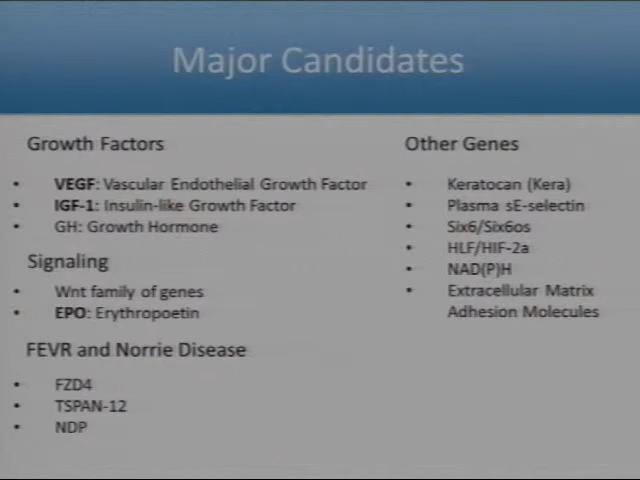 Major Candidates
Growth Factors
• VEGF: Vascular Endothelial Growth Factor
• IGF-1: Insulin-like Growth Factor
• GH: Growth Hormone
Signaling
• Wnt family of genes
• EPO: Erythropoetin
FEVR and Norrie Disease
• FZD4
• TSPAN-12
• NDP
Other Genes
• Keratocan (Kera)
• Plasma sE-selectin
• Six6/Six6os
• HLF/HIF-2a
• NAD(P)H
• Extracellular Matrix
Adhesion Molecules